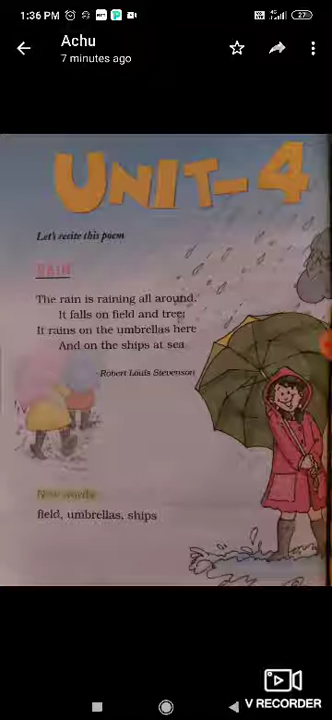 1:36 PM
27
Achu
7 minutes ago
UNIT-4
Let's recite this poem
RAIN
The rain is raining all around,
It falls on field and tree;
It rains on the umbrellas here
And on the ships at sea.
Robert Louis Stevenson
New words
field, umbrellas, ships
V RECORDER